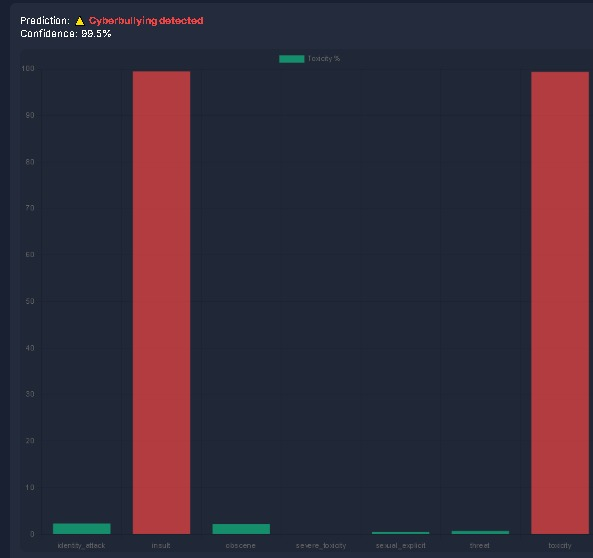 Prediction: ⚠ Cyberbullying detected
Confidence: 99.5%
Toxicity %
100
90
80
70
60
50
40
30
20
10
0
identity_attack insult obscene severe_toxicity sexual_explicit threat toxicity